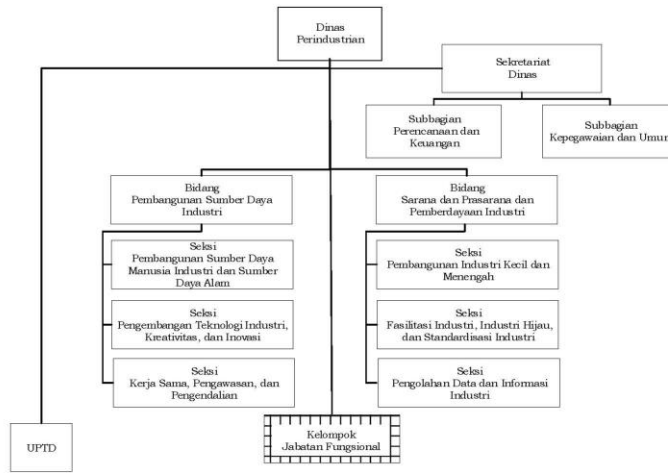 Dinas
Perindustrian
Sekretariat
Dinas
Subbagian
Perencanaan dan
Keuangan
Subbagian
Kepegawaian dan Umum
Bidang
Pembangunan Sumber Daya
Industri
Bidang
Sarana dan Prasarana dan
Pemberdayaan Industri
Seksi
Pembangunan Sumber Daya
Manusia Industri dan Sumber
Daya Alam
Seksi
Pembangunan Industri Kecil dan
Menengah
Seksi
Pengembangan Teknologi Industri,
Kreativitas, dan Inovasi
Seksi
Fasilitasi Industri, Industri Hijau,
dan Standardisasi Industri
Seksi
Kerja Sama, Pengawasan, dan
Pengendalian
Seksi
Pengolahan Data dan Informasi
Industri
UPTD
Kelompok
Jabatan Fungsional